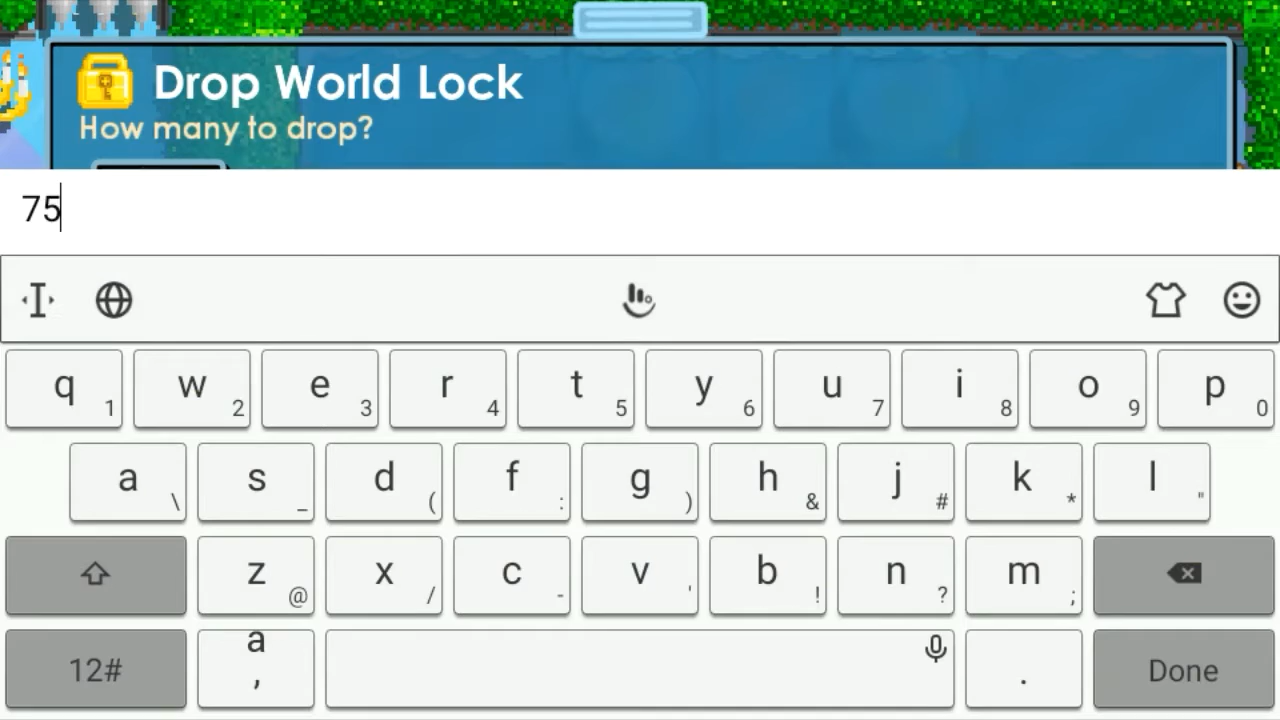 Drop World Lock
How many to drop?
75
q 1 w 2 e 3 r 4 t 5 y 6 u 7 i 8 o 9 p 0
a \ s _ d ( f : g ) h & j # k * l "
z @ x / c - v ' b ! n ? m ;
12# a , . Done